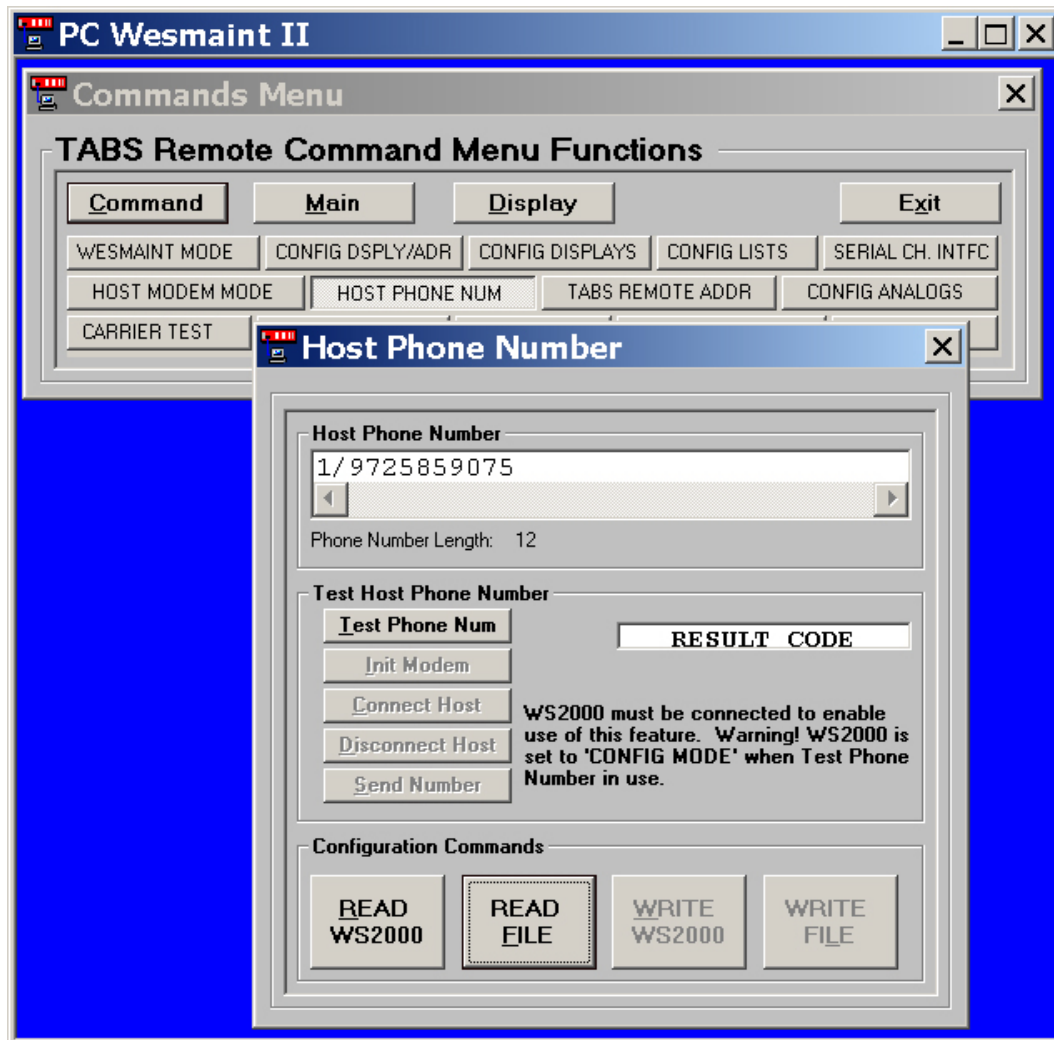 PC Wesmaint II
Commands Menu
TABS Remote Command Menu Functions
Command Main Display Exit
WESMAINT MODE CONFIG DSPLY/ADR CONFIG DISPLAYS CONFIG LISTS SERIAL CH. INTFC
HOST MODEM MODE HOST PHONE NUM TABS REMOTE ADDR CONFIG ANALOGS
CARRIER TEST
Host Phone Number
Host Phone Number
1/9725859075
Phone Number Length: 12
Test Host Phone Number
Test Phone Num
RESULT CODE
Init Modem
Connect Host
Disconnect Host
Send Number
WS2000 must be connected to enable
use of this feature. Warning! WS2000 is
set to 'CONFIG MODE' when Test Phone
Number in use.
Configuration Commands
READ WS2000
READ FILE
WRITE WS2000
WRITE FILE